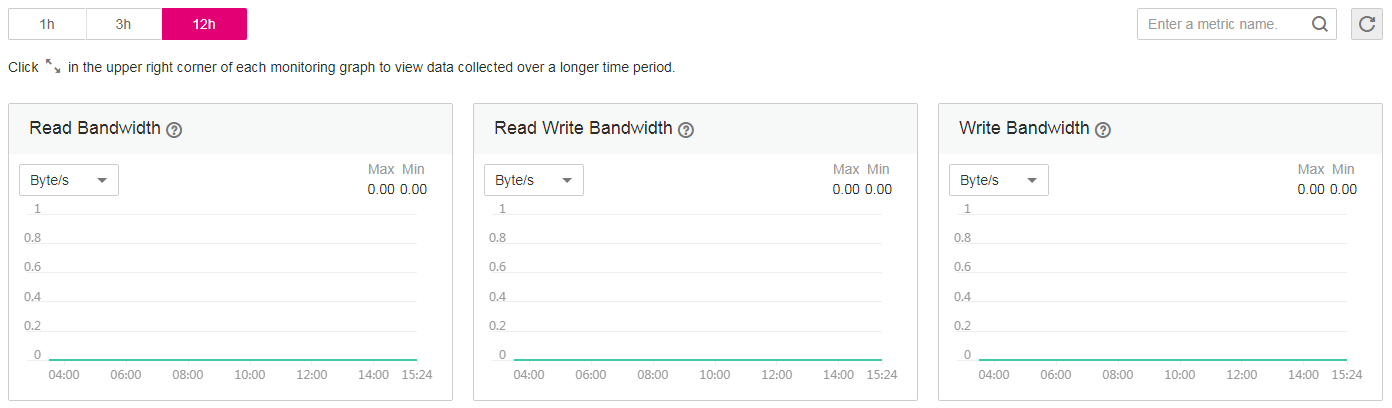 1h 3h 12h Enter a metric name.
Click in the upper right corner of each monitoring graph to view data collected over a longer time period.
Read Bandwidth ?
Byte/s
Max Min
0.00 0.00
1
0.8
0.6
0.4
0.2
0
04:00 06:00 08:00 10:00 12:00 14:00 15:24
Read Write Bandwidth ?
Byte/s
Max Min
0.00 0.00
1
0.8
0.6
0.4
0.2
0
04:00 06:00 08:00 10:00 12:00 14:00 15:24
Write Bandwidth ?
Byte/s
Max Min
0.00 0.00
1
0.8
0.6
0.4
0.2
0
04:00 06:00 08:00 10:00 12:00 14:00 15:24